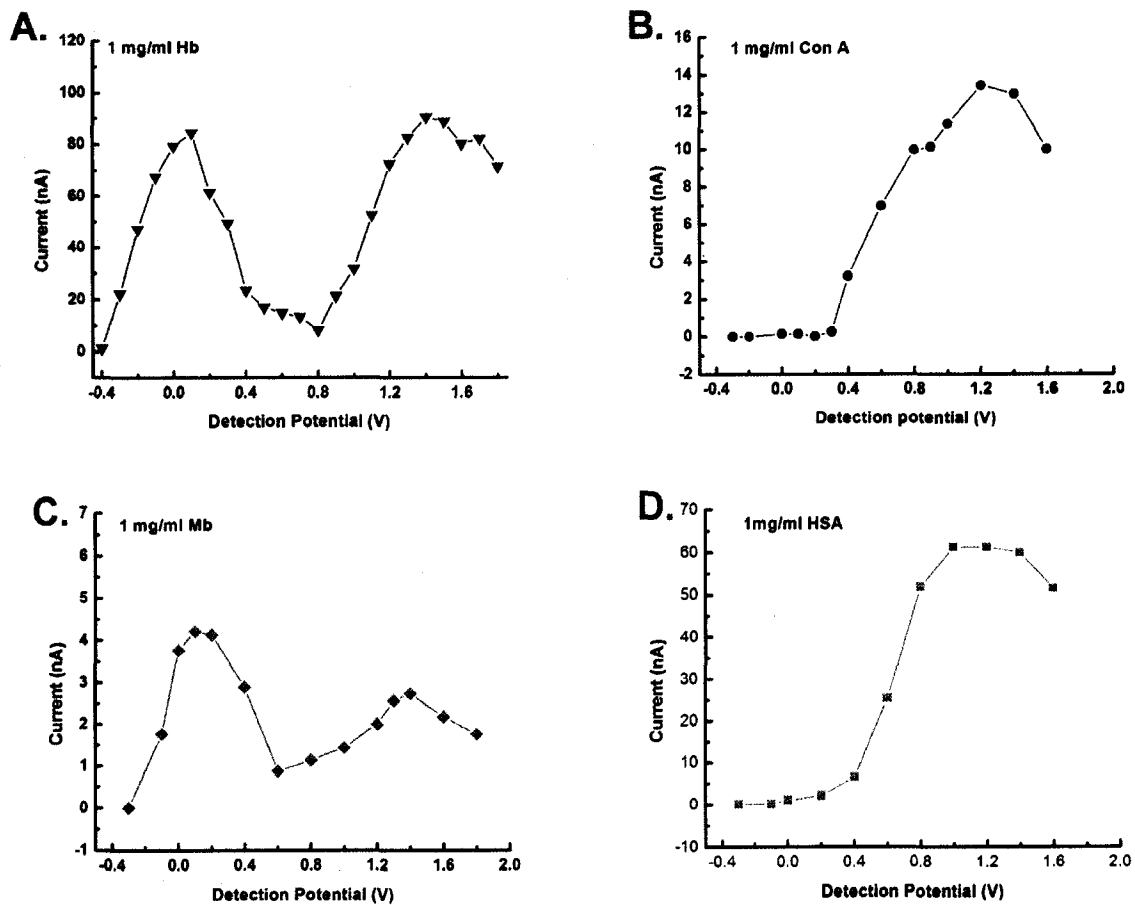 A.
1 mg/ml Hb
120
100
80
60
40
20
0
Current (nA)
-0.4 0.0 0.4 0.8 1.2 1.6
Detection Potential (V)
B.
1 mg/ml Con A
16
14
12
10
8
6
4
2
0
-2
Current (nA)
-0.4 0.0 0.4 0.8 1.2 1.6 2.0
Detection potential (V)
C.
1 mg/ml Mb
7
6
5
4
3
2
1
0
-1
Current (nA)
-0.4 0.0 0.4 0.8 1.2 1.6 2.0
Detection Potential (V)
D.
1mg/ml HSA
70
60
50
40
30
20
10
0
-10
Current (nA)
-0.4 0.0 0.4 0.8 1.2 1.6 2.0
Detection Potential (V)